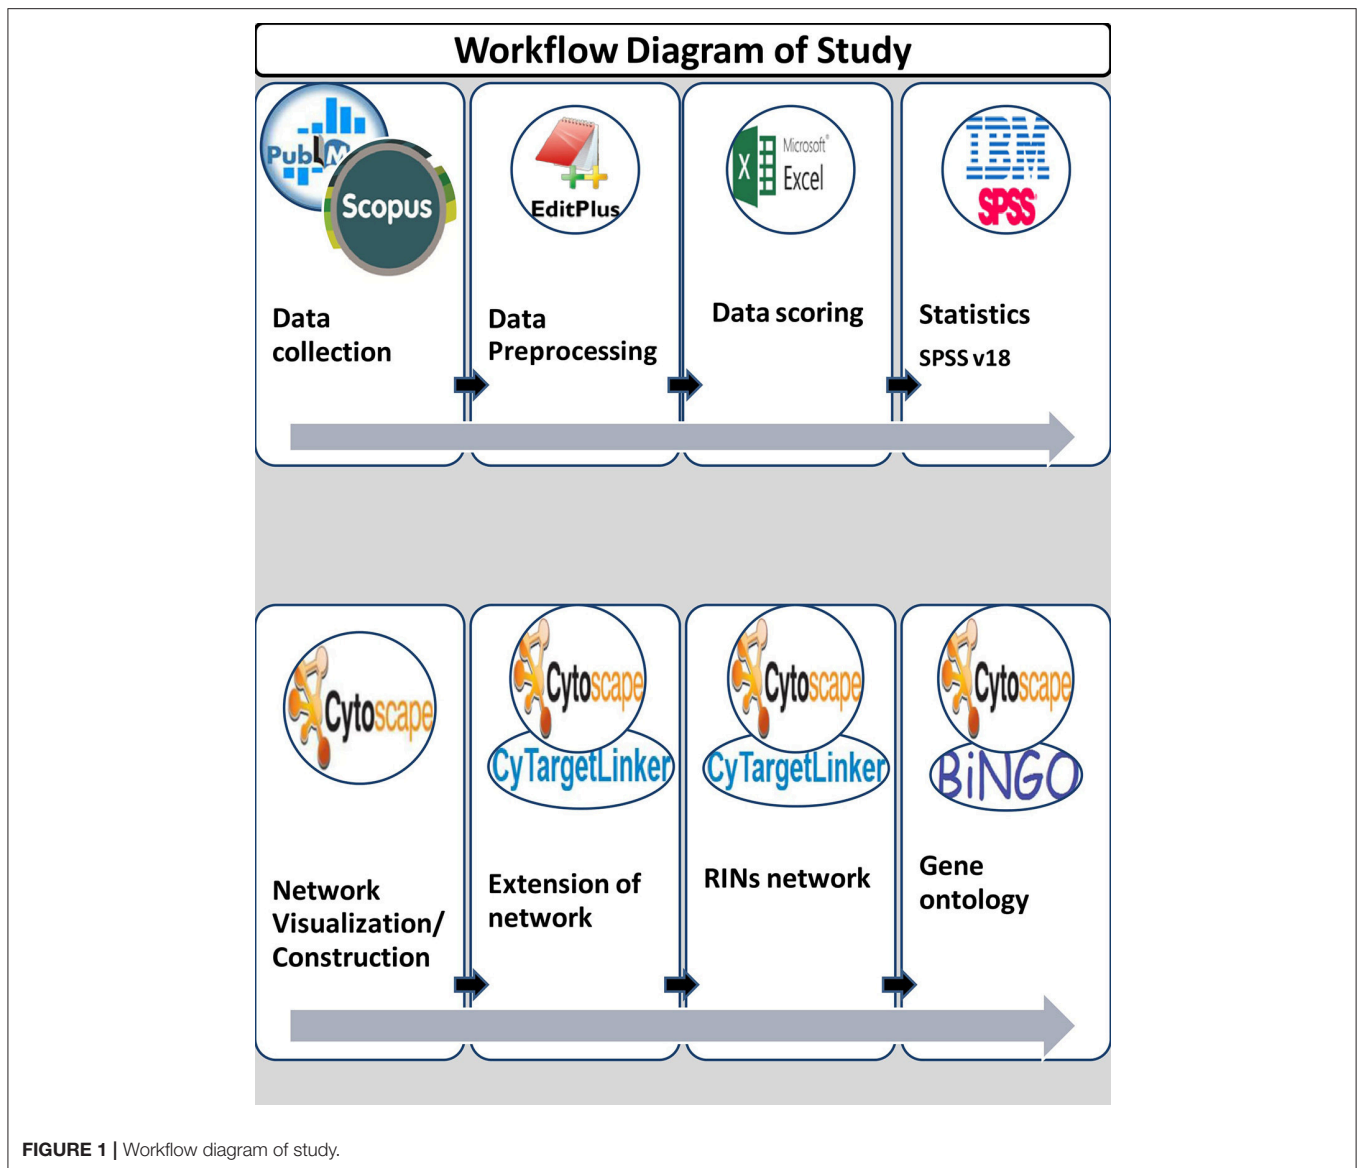 Workflow Diagram of Study
PubM
Scopus
Data
collection
EditPlus
Data
Preprocessing
Microsoft®
X
Excel
Data scoring
IBM
SPSS
Statistics
SPSS v18
Cytoscape
Network
Visualization/
Construction
Cytoscape
CyTargetLinker
Extension of
network
Cytoscape
CyTargetLinker
RINs network
Cytoscape
BiNGO
Gene
ontology
FIGURE 1 | Workflow diagram of study.